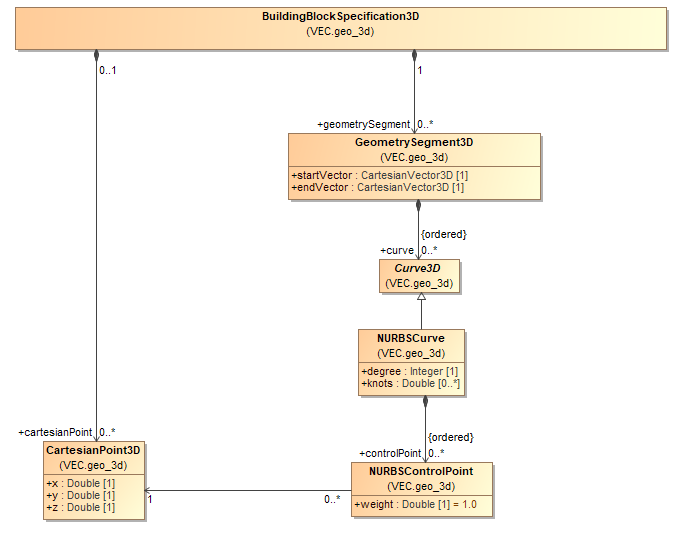 BuildingBlockSpecification3D
(VEC.geo_3d)
0..1
1
+geometrySegment 0..*
GeometrySegment3D
(VEC.geo_3d)
+startVector : CartesianVector3D [1]
+endVector : CartesianVector3D [1]
{ordered}
+curve 0..*
Curve3D
(VEC.geo_3d)
NURBSCurve
(VEC.geo_3d)
+degree : Integer [1]
+knots : Double [0..*]
{ordered}
+cartesianPoint 0..*
+controlPoint 0..*
CartesianPoint3D
(VEC.geo_3d)
+x : Double [1]
+y : Double [1]
+z : Double [1]
1
0..*
NURBSControlPoint
(VEC.geo_3d)
+weight : Double [1] = 1.0